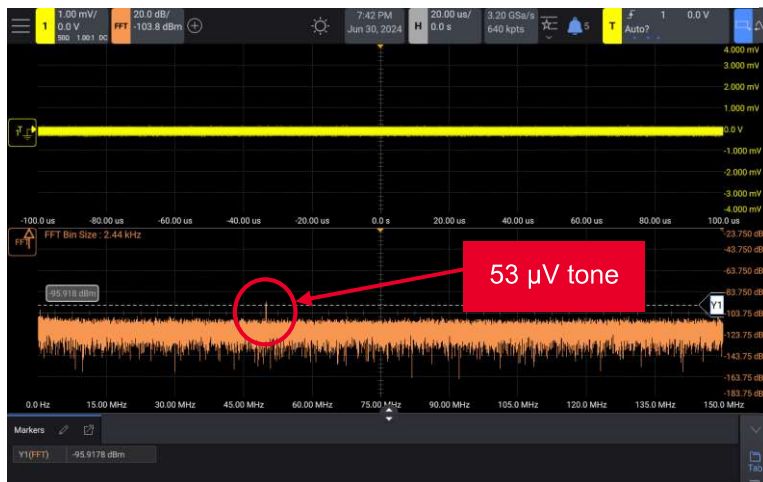 1 1.00 mV/ 0.0 V 50Ω 1.00:1 DC FFT 20.0 dB/ -103.8 dBm 7:42 PM Jun 30, 2024 H 20.00 us/ 0.0 s 3.20 GSa/s 640 kpts 5 T Auto? 1 0.0 V
4.000 mV
3.000 mV
2.000 mV
1.000 mV
0.0 V
-1.000 mV
-2.000 mV
-3.000 mV
-4.000 mV
-100.0 us -80.00 us -60.00 us -40.00 us -20.00 us 0.0 s 20.00 us 40.00 us 60.00 us 80.00 us 100.0 us
FFT FFT Bin Size : 2.44 kHz
-23.750 dB
-43.750 dB
-63.750 dB
-83.750 dB
-103.75 dB
-123.75 dB
-143.75 dB
-163.75 dB
-183.75 dB
53 µV tone
-95.918 dBm
Y1
0.0 Hz 15.00 MHz 30.00 MHz 45.00 MHz 60.00 MHz 75.00 MHz 90.00 MHz 105.0 MHz 120.0 MHz 135.0 MHz 150.0 MHz
Markers
Y1(FFT) -95.9178 dBm
Tab